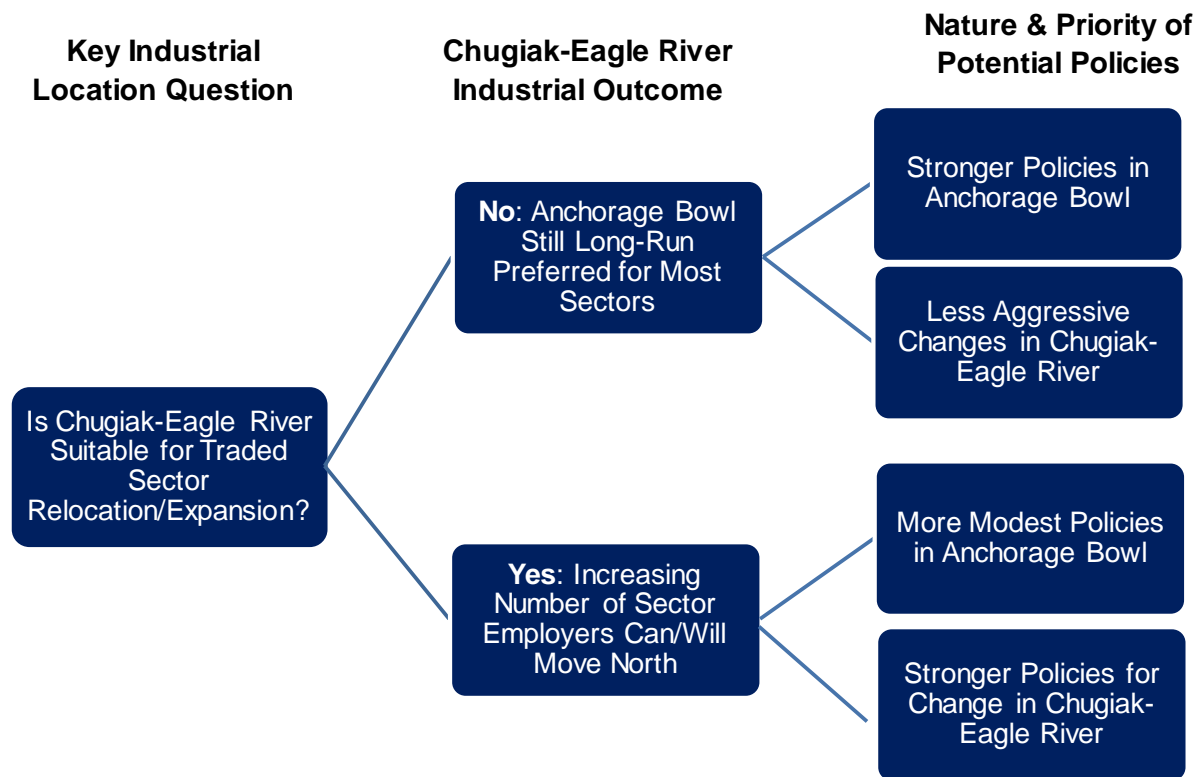 Key Industrial
Location Question
Chugiak-Eagle River
Industrial Outcome
Nature & Priority of
Potential Policies
Is Chugiak-Eagle River
Suitable for Traded
Sector
Relocation/Expansion?
No: Anchorage Bowl
Still Long-Run
Preferred for Most
Sectors
Stronger Policies in
Anchorage Bowl
Less Aggressive
Changes in Chugiak-
Eagle River
Yes: Increasing
Number of Sector
Employers Can/Will
Move North
More Modest Policies
in Anchorage Bowl
Stronger Policies for
Change in Chugiak-
Eagle River